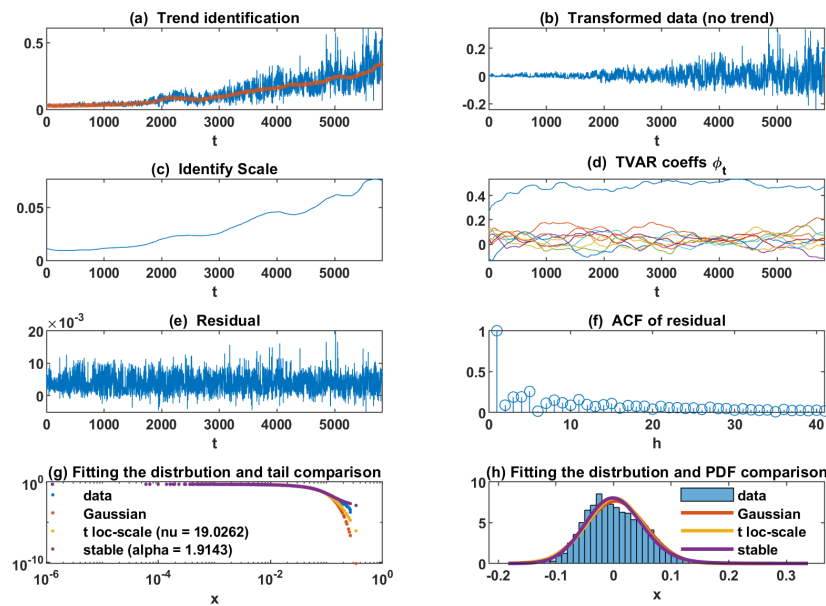 (a) Trend identification
0.5
0
0 1000 2000 3000 4000 5000
t
(b) Transformed data (no trend)
0.2
0
-0.2
0 1000 2000 3000 4000 5000
t
(c) Identify Scale
0.05
0
0 1000 2000 3000 4000 5000
t
(d) TVAR coeffs ϕt
0.4
0.2
0
0 1000 2000 3000 4000 5000
t
(e) Residual
×10-3
20
10
0
0 1000 2000 3000 4000 5000
t
(f) ACF of residual
1
0.5
0
0 10 20 30 40
h
(g) Fitting the distrbution and tail comparison
100
10-10
data
Gaussian
t loc-scale (nu = 19.0262)
stable (alpha = 1.9143)
10-6 10-2 100
x
(h) Fitting the distrbution and PDF comparison
10
5
0
data
Gaussian
t loc-scale
stable
-0.2 -0.1 0 0.1 0.2 0.3
x